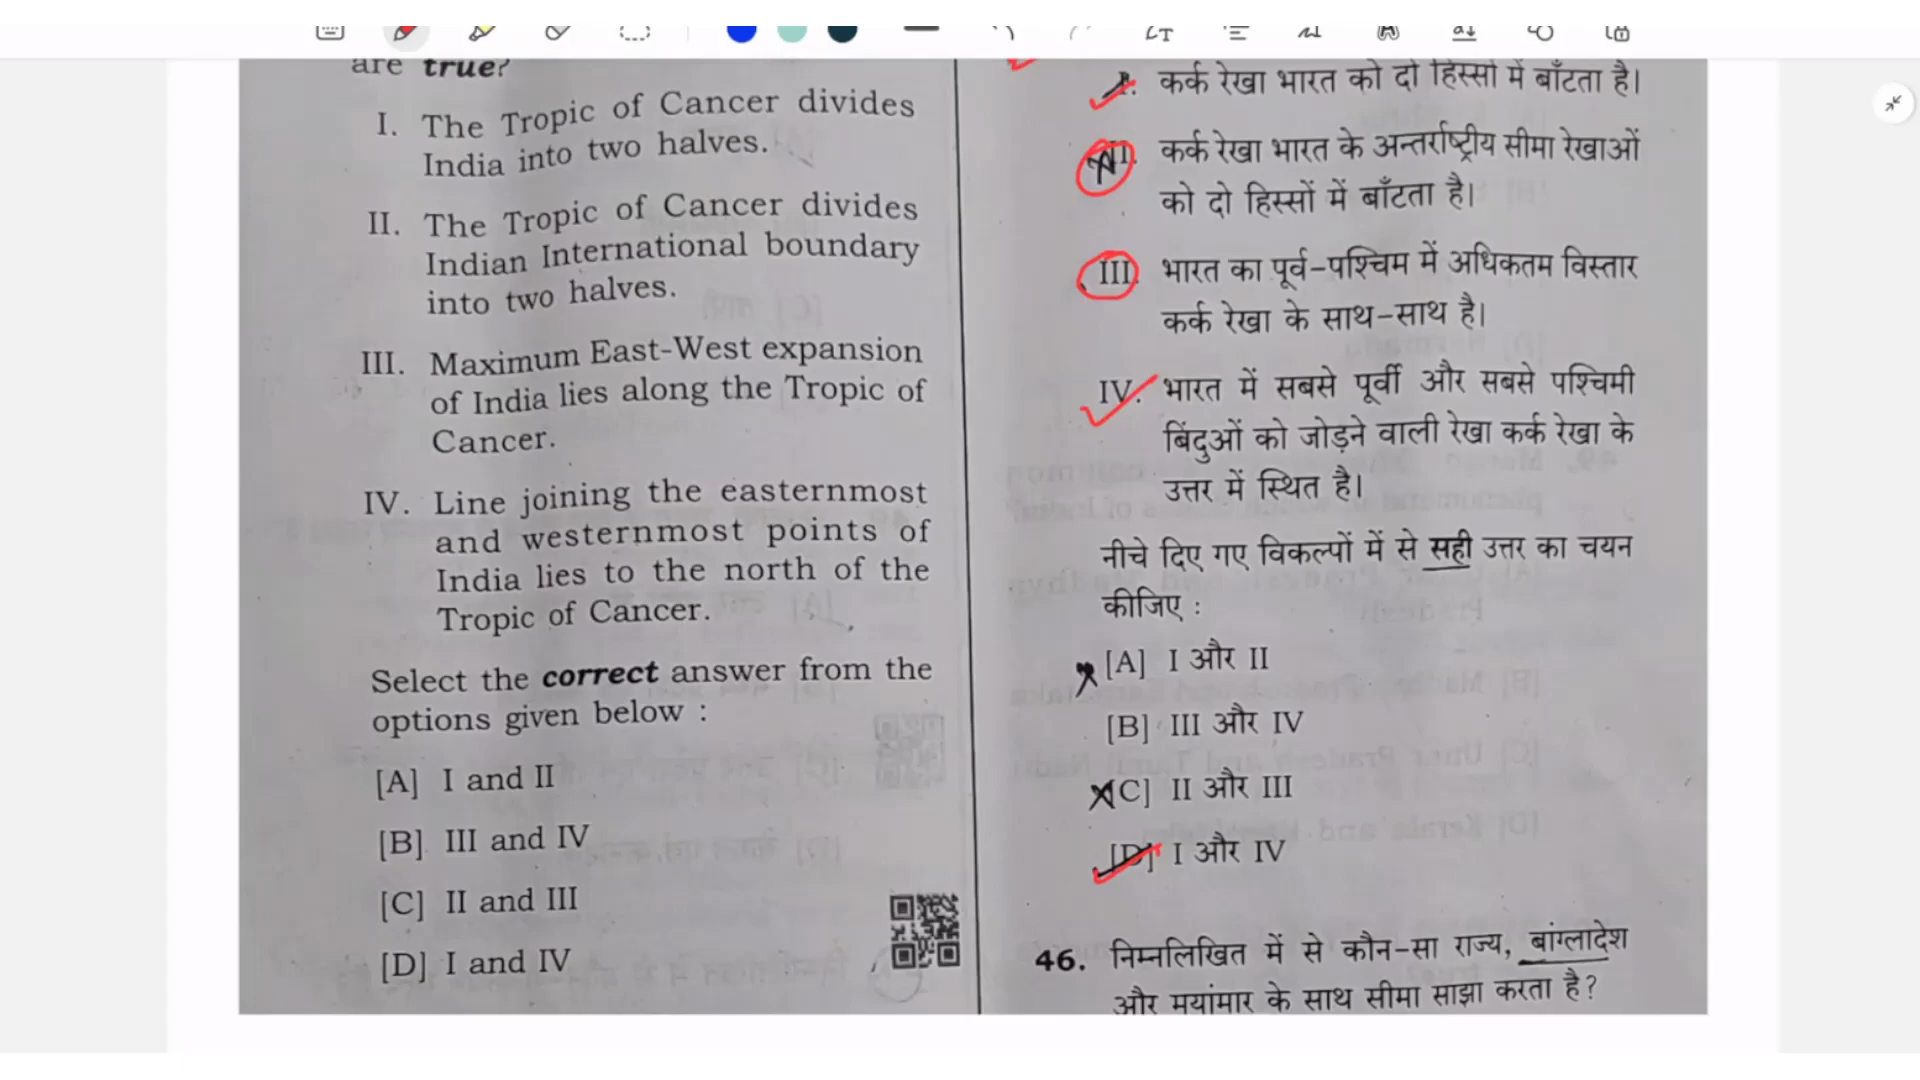 are true?
I. The Tropic of Cancer divides
India into two halves.
II. The Tropic of Cancer divides
Indian International boundary
into two halves.
III. Maximum East-West expansion
of India lies along the Tropic of
Cancer.
IV. Line joining the easternmost
and westernmost points of
India lies to the north of the
Tropic of Cancer.
Select the correct answer from the
options given below :
[A] I and II
[B] III and IV
[C] II and III
[D] I and IV
कर्क रेखा भारत को दो हिस्सों में बाँटता है।
II. कर्क रेखा भारत के अन्तर्राष्ट्रीय सीमा रेखाओं
को दो हिस्सों में बाँटता है।
III. भारत का पूर्व-पश्चिम में अधिकतम विस्तार
कर्क रेखा के साथ-साथ है।
IV. भारत में सबसे पूर्वी और सबसे पश्चिमी
बिंदुओं को जोड़ने वाली रेखा कर्क रेखा के
उत्तर में स्थित है।
नीचे दिए गए विकल्पों में से सही उत्तर का चयन
कीजिए :
[A] I और II
[B] III और IV
[C] II और III
[D] I और IV
46. निम्नलिखित में से कौन-सा राज्य, बांग्लादेश
और मयांमार के साथ सीमा साझा करता है?